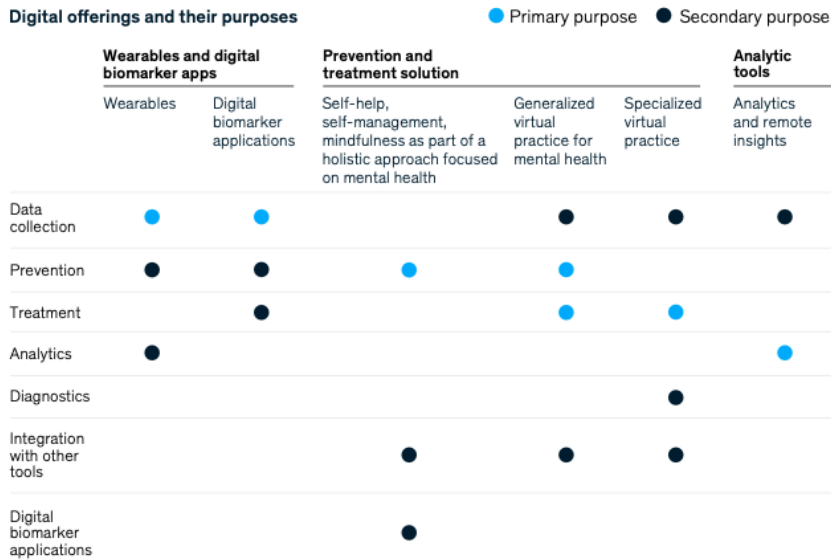 Digital offerings and their purposes
Primary purpose
Secondary purpose
Wearables and digital
biomarker apps
Prevention and
treatment solution
Analytic
tools
Wearables
Digital
biomarker
applications
Self-help,
self-management,
mindfulness as part of a
holistic approach focused
on mental health
Generalized
virtual
practice for
mental health
Specialized
virtual
practice
Analytics
and remote
insights
Data
collection
Prevention
Treatment
Analytics
Diagnostics
Integration
with other
tools
Digital
biomarker
applications